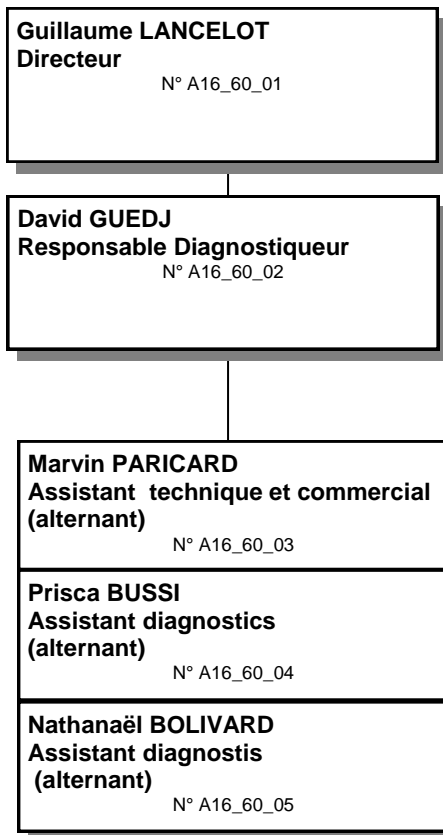 Guillaume LANCELOT
Directeur
N° A16_60_01
David GUEDJ
Responsable Diagnostiqueur
N° A16_60_02
Marvin PARICARD
Assistant technique et commercial
(alternant)
N° A16_60_03
Prisca BUSSI
Assistant diagnostics
(alternant)
N° A16_60_04
Nathanaël BOLIVARD
Assistant diagnostis
(alternant)
N° A16_60_05